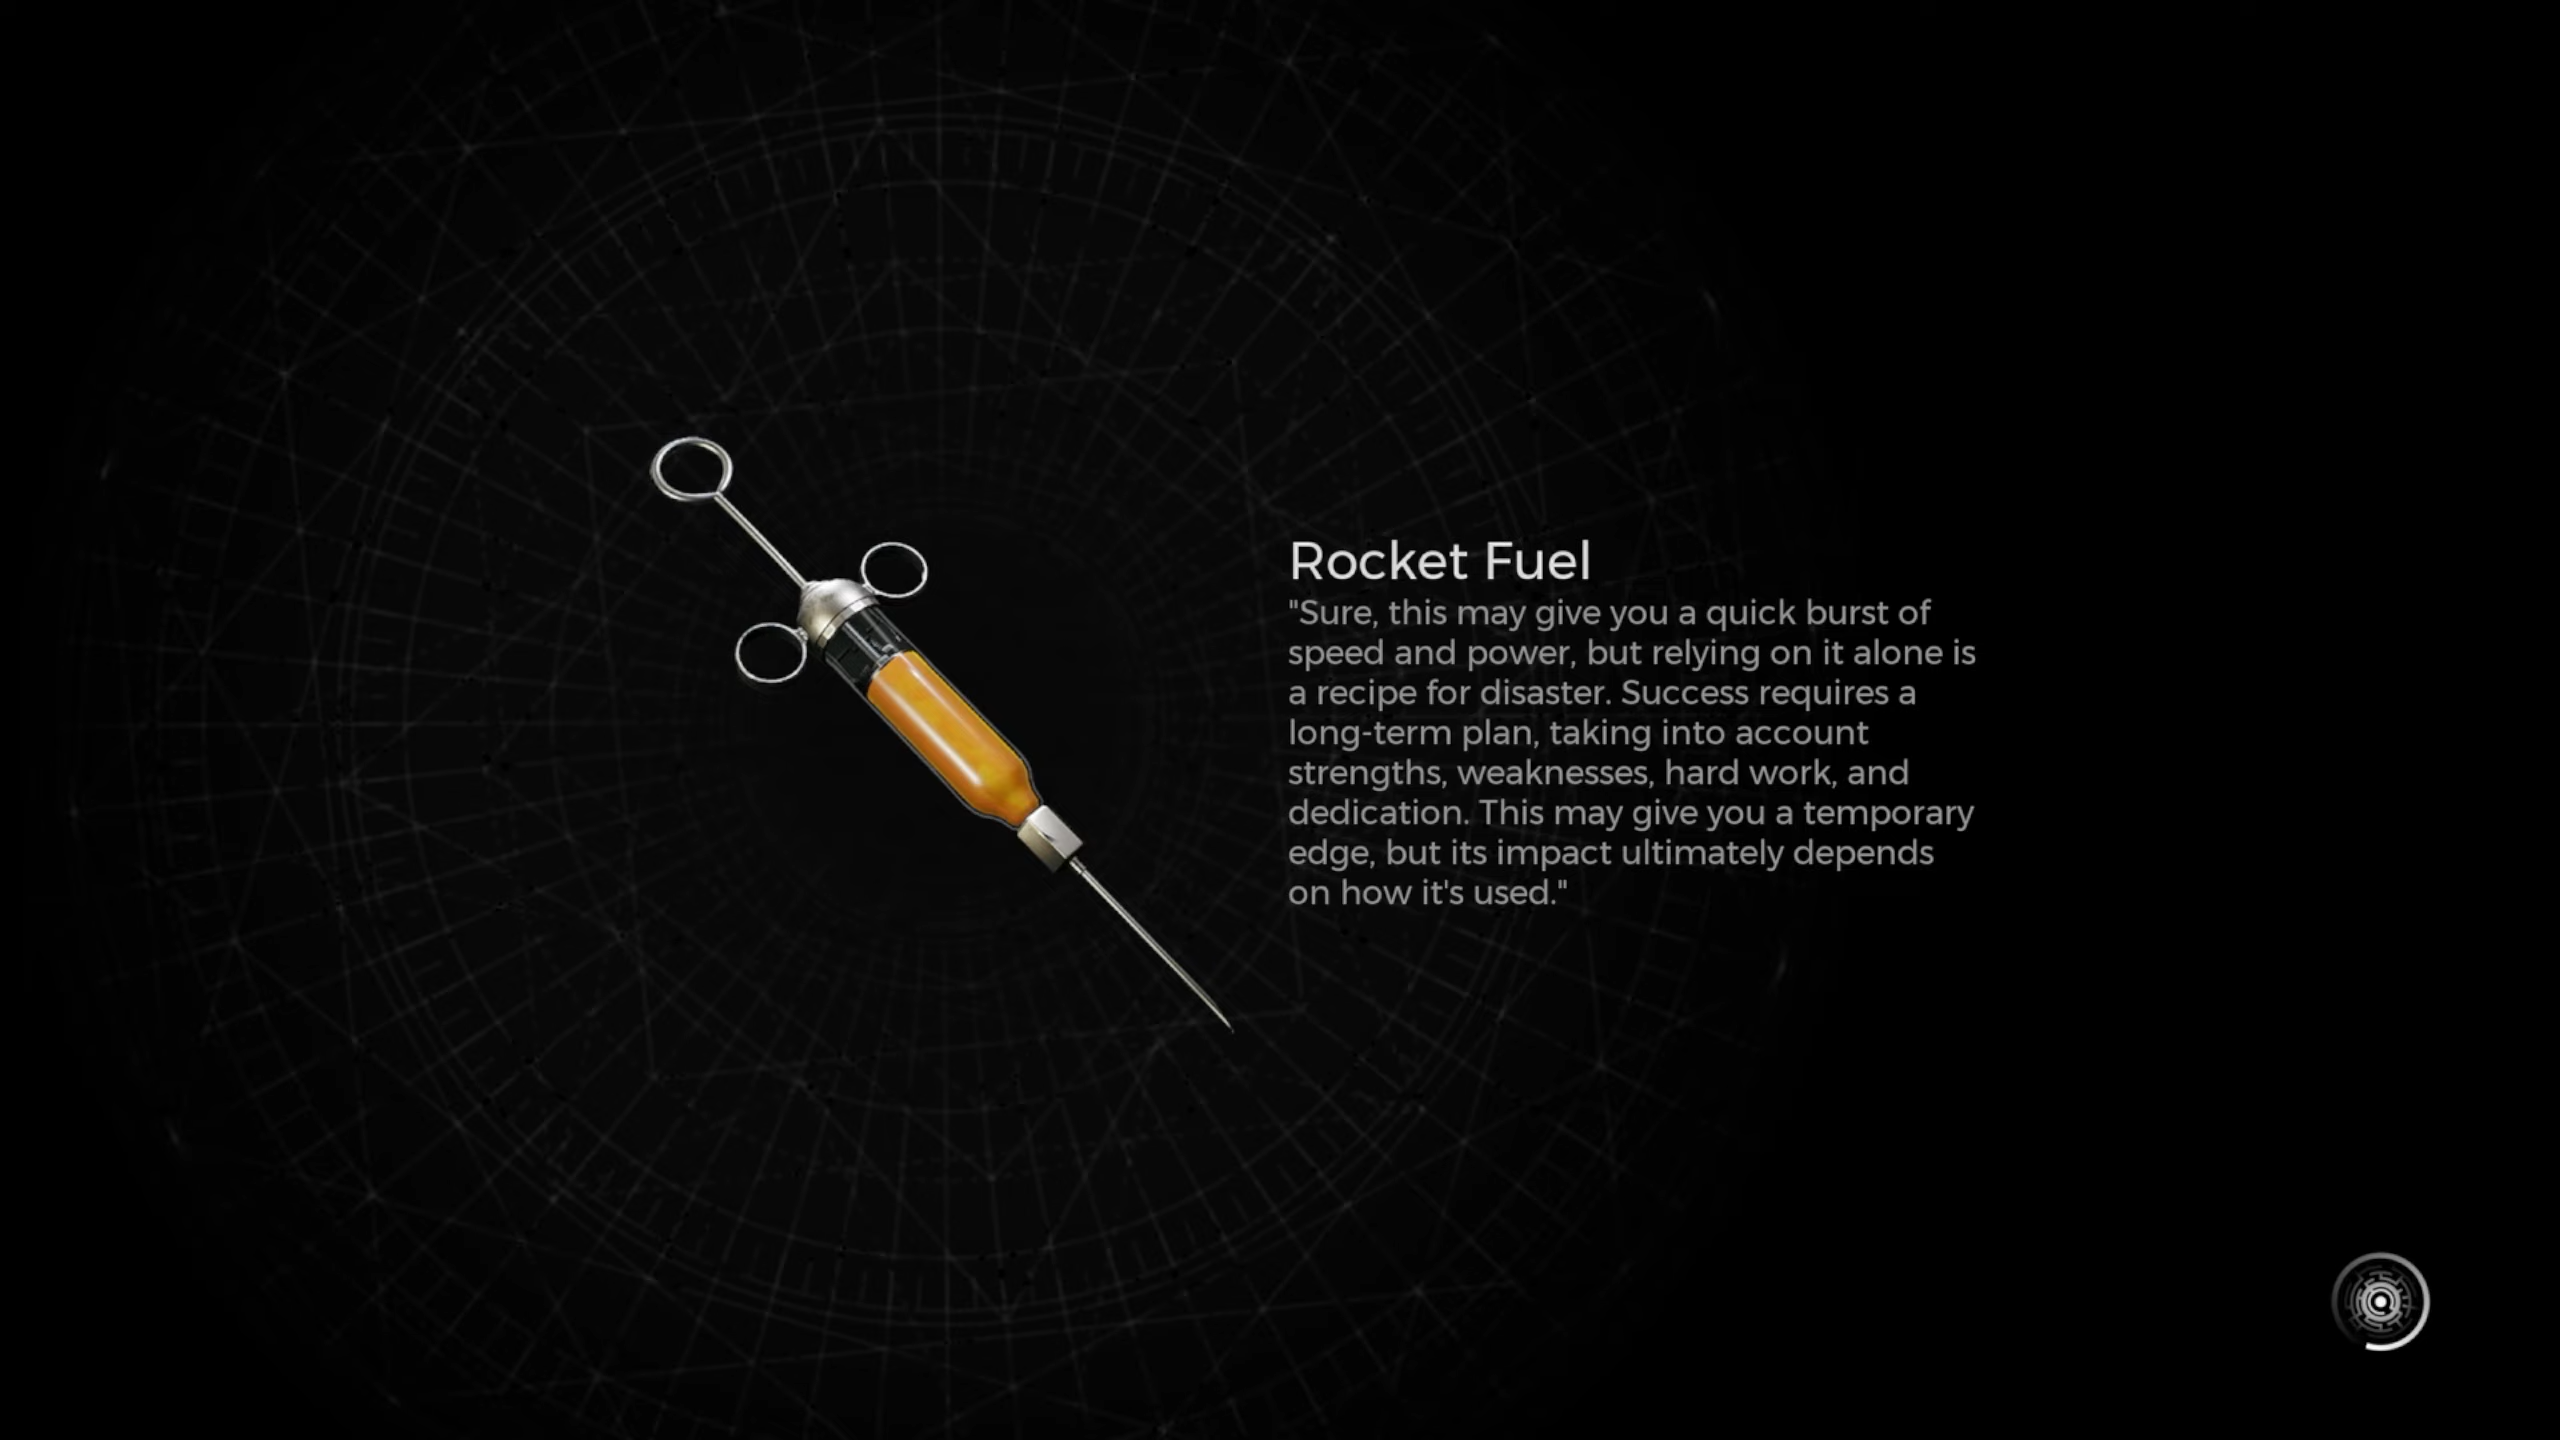 Rocket Fuel
"Sure, this may give you a quick burst of
speed and power, but relying on it alone is
a recipe for disaster. Success requires a
long-term plan, taking into account
strengths, weaknesses, hard work, and
dedication. This may give you a temporary
edge, but its impact ultimately depends
on how it's used."